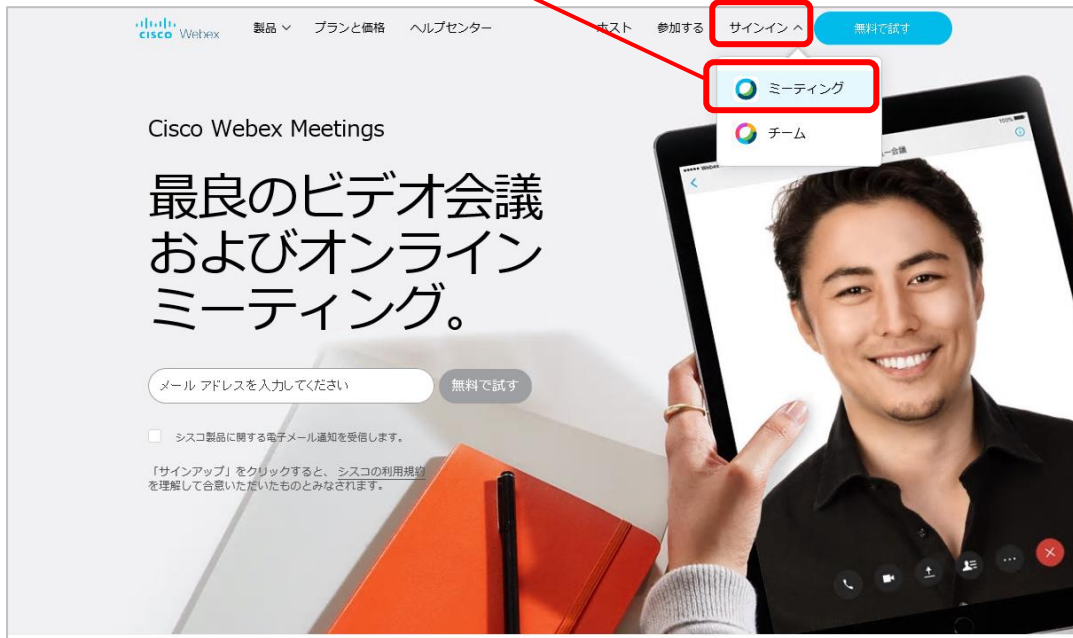 cisco Webex 製品 プランと価格 ヘルプセンター ホスト 参加する サインイン 無料で試す
ミーティング
チーム
100%
Cisco Webex Meetings
最良のビデオ会議
およびオンライン
ミーティング。
メール アドレスを入力してください 無料で試す
シスコ製品に関する電子メール通知を受信します。
「サインアップ」をクリックすると、 シスコの利用規約
を理解して合意いただいたものとみなされます。